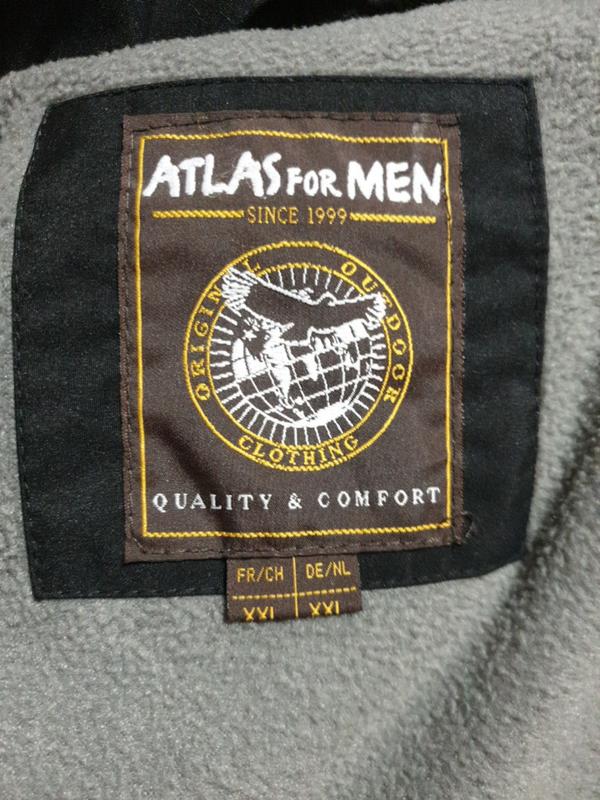 ATLAS FOR MEN
SINCE 1999
ORIGINAL OUTDOOR
CLOTHING
QUALITY & COMFORT
FR/CH DE/NL
XXL XXL